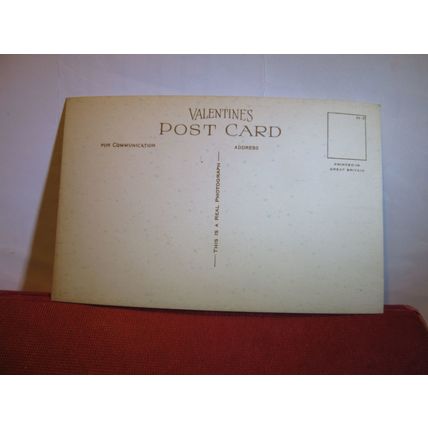 VALENTINE'S
POST CARD
FOR COMMUNICATION
ADDRESS
THIS IS A REAL PHOTOGRAPH
PRINTED IN
GREAT BRITAIN